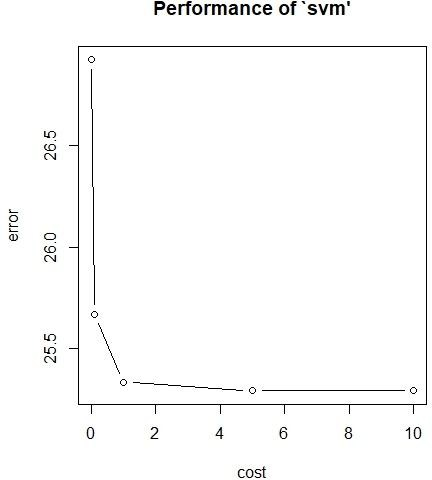 Performance of `svm'
error
26.5
26.0
25.5
0 2 4 6 8 10
cost